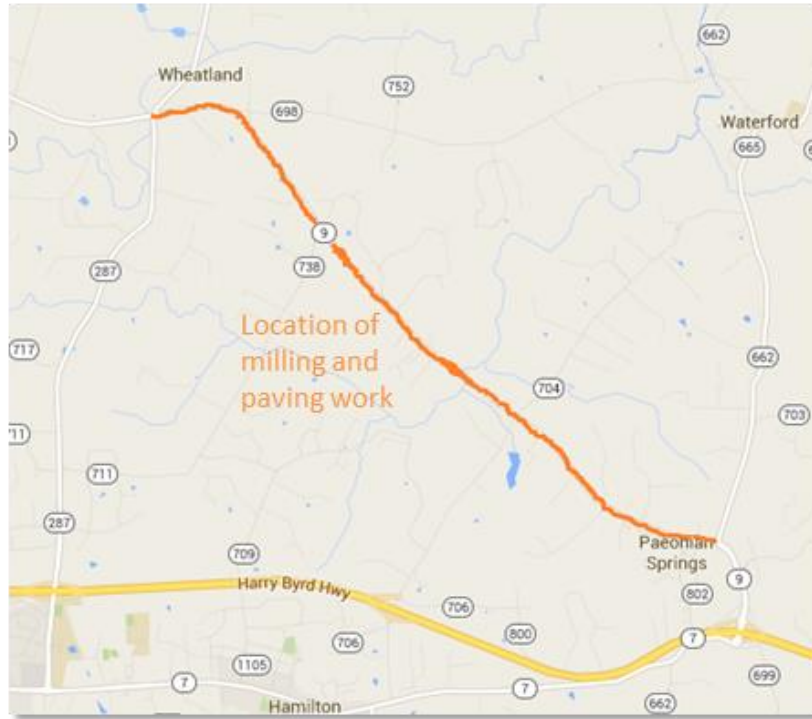 662
752
Wheatland
698
Waterford
665
9
738
287
Location of
milling and
paving work
717
662
704
703
711
711
287
Paeonian
Springs
9
709
Harry Byrd Hwy
802
706
800
7
706
1105
699
7
7
Hamilton
662